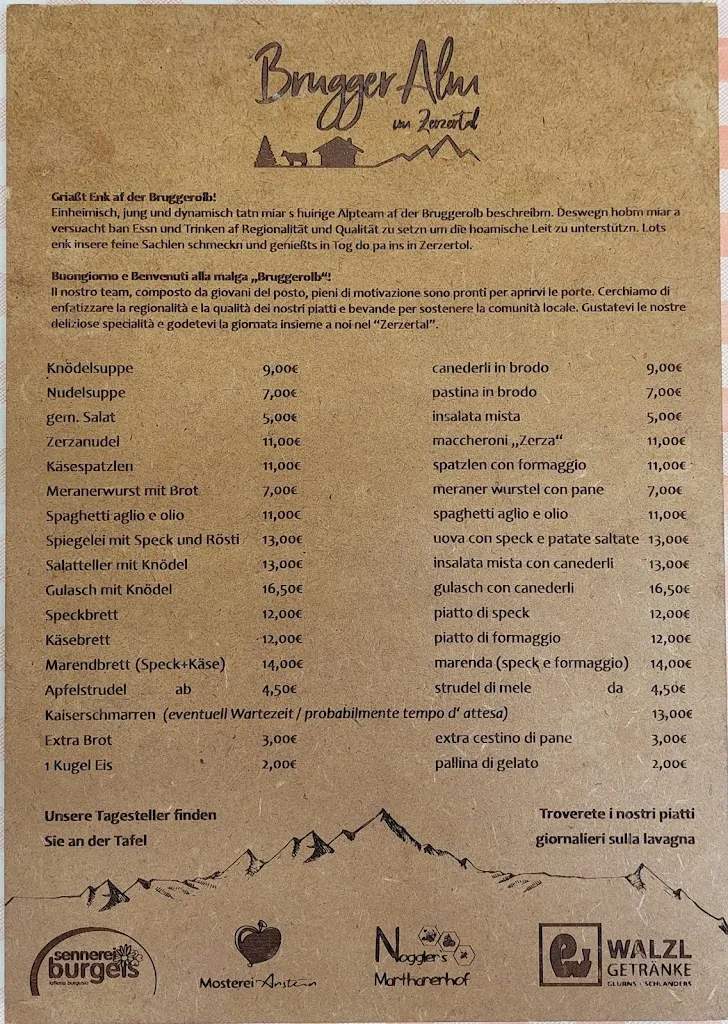 Brugger Alm
im Zerzertal
Griaßt Enk af der Bruggerolb!
Einheimisch, jung und dynamisch tatn miar s huirige Alpteam af der Bruggerolb beschreibm. Deswegn hobm miar a
versuacht ban Essn und Trinken af Regionalität und Qualität zu setzn um die hoamische Leit zu unterstützn. Lots
enk insere feine Sachlen schmeckn und genießts in Tog do pa ins in Zerzertol.
Buongiorno e Benvenuti alla malga „Bruggerolb“!
Il nostro team, composto da giovani del posto, pieni di motivazione sono pronti per aprirvi le porte. Cerchiamo di
enfatizzare la regionalità e la qualità dei nostri piatti e bevande per sostenere la comunità locale. Gustatevi le nostre
deliziose specialità e godetevi la giornata insieme a noi nel "Zerzertal".
Knödelsuppe 9,00€ canederli in brodo 9,00€
Nudelsuppe 7,00€ pastina in brodo 7,00€
gem. Salat 5,00€ insalata mista 5,00€
Zerzanudel 11,00€ maccheroni „Zerza“ 11,00€
Käsespatzlen 11,00€ spatzlen con formaggio 11,00€
Meranerwurst mit Brot 7,00€ meraner wurstel con pane 7,00€
Spaghetti aglio e olio 11,00€ spaghetti aglio e olio 11,00€
Spiegelei mit Speck und Rösti 13,00€ uova con speck e patate saltate 13,00€
Salatteller mit Knödel 13,00€ insalata mista con canederli 13,00€
Gulasch mit Knödel 16,50€ gulasch con canederli 16,50€
Speckbrett 12,00€ piatto di speck 12,00€
Käsebrett 12,00€ piatto di formaggio 12,00€
Marendbrett (Speck+Käse) 14,00€ marenda (speck e formaggio) 14,00€
Apfelstrudel ab 4,50€ strudel di mele da 4,50€
Kaiserschmarren (eventuell Wartezeit / probabilmente tempo d' attesa) 13,00€
Extra Brot 3,00€ extra cestino di pane 3,00€
1 Kugel Eis 2,00€ pallina di gelato 2,00€
Unsere Tagesteller finden Troverete i nostri piatti
Sie an der Tafel giornalieri sulla lavagna
sennerei
burgeis
latteria burgusio
Mosterei Anstein
Noggler's
Martharerhof
WALZL
GETRÄNKE
GLURNS | SCHLANDERS